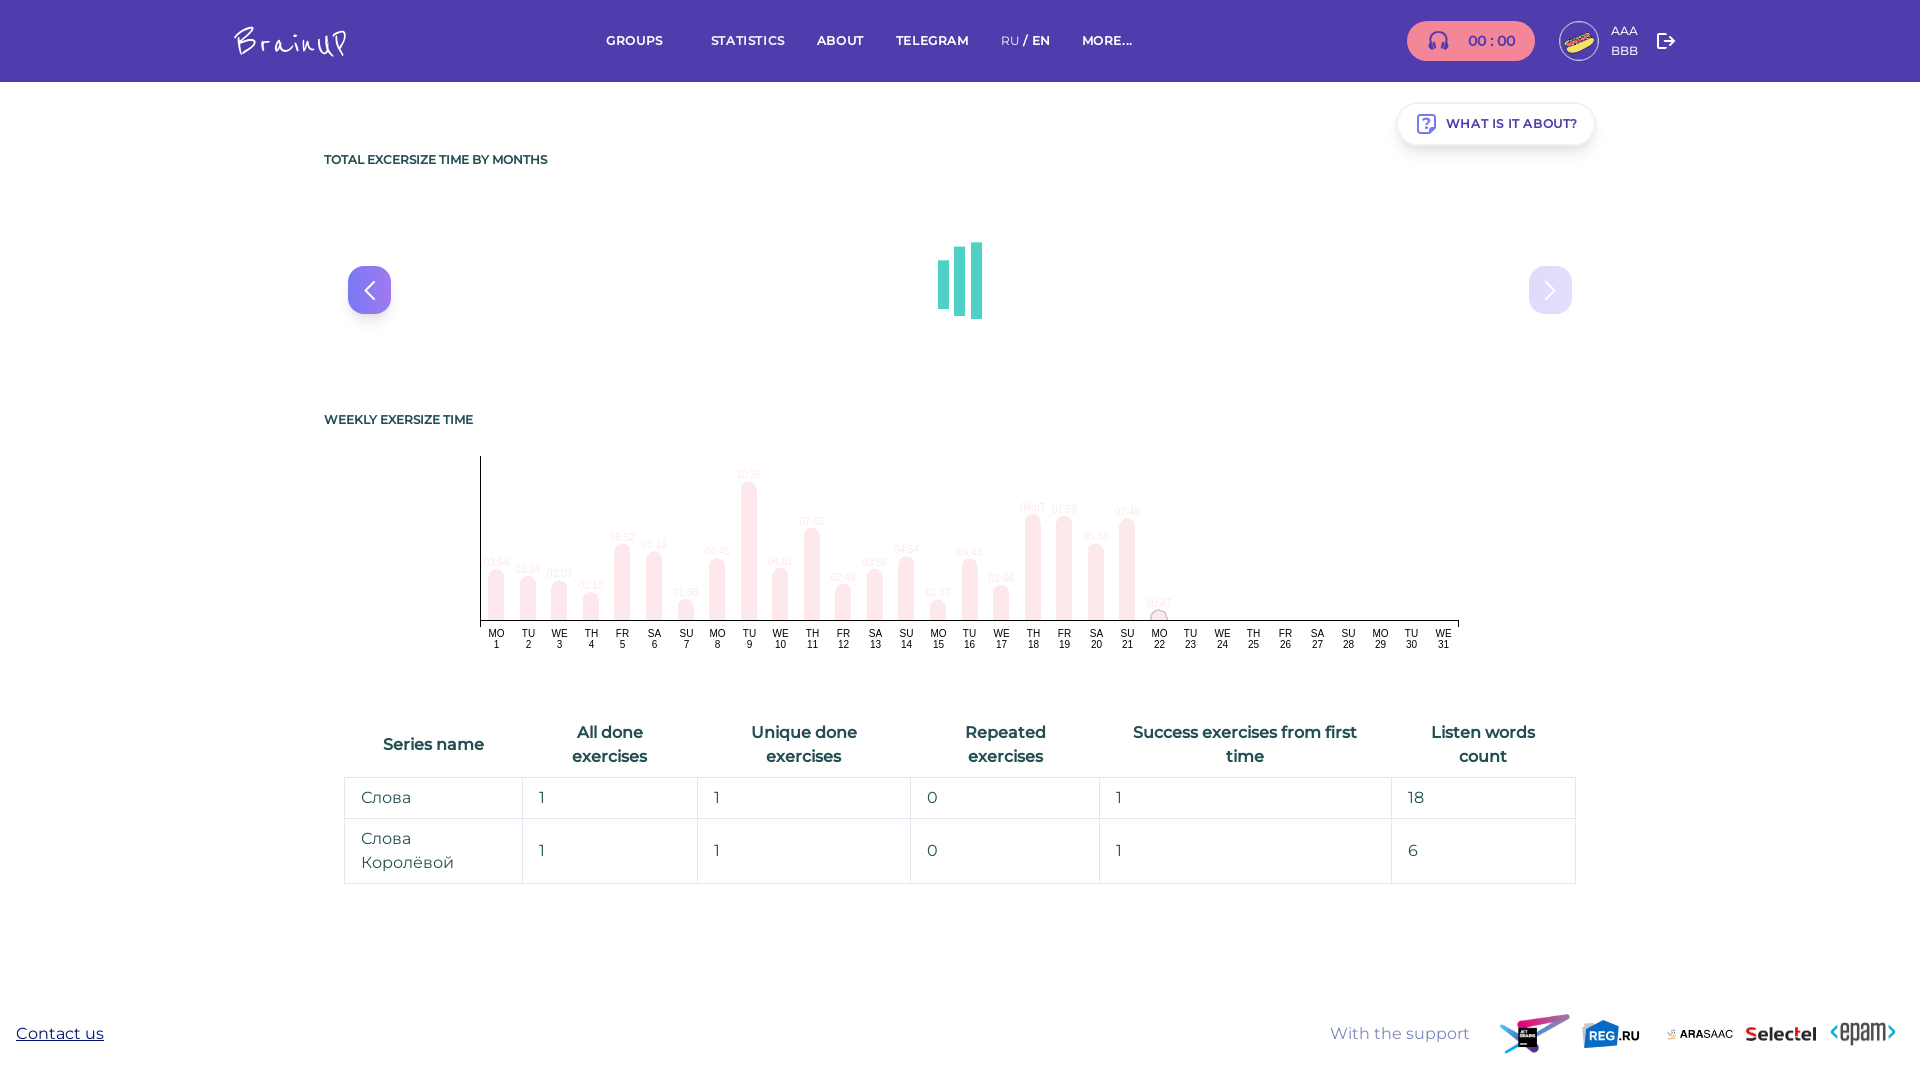 BrainUP
GROUPS STATISTICS ABOUT TELEGRAM RU / EN MORE... 00 : 00 AAA
BBB
WHAT IS IT ABOUT?
TOTAL EXCERSIZE TIME BY MONTHS
WEEKLY EXERSIZE TIME
10:36
08:07 07:59 07:48
07:03
05:52 05:16 04:45 04:01 04:54 04:43 05:53
03:24 03:03 02:10 01:38 02:48 03:56 01:37 02:44 00:47
MO TU WE TH FR SA SU MO TU WE TH FR SA SU MO TU WE TH FR SA SU MO TU WE TH FR SA SU MO TU WE
1 2 3 4 5 6 7 8 9 10 11 12 13 14 15 16 17 18 19 20 21 22 23 24 25 26 27 28 29 30 31
Series name All done exercises Unique done exercises Repeated exercises Success exercises from first time Listen words count
Слова 1 1 0 1 18
Слова Королёвой 1 1 0 1 6
Contact us With the support JET BRAINS REG.RU ARASAAC Selectel <epam>